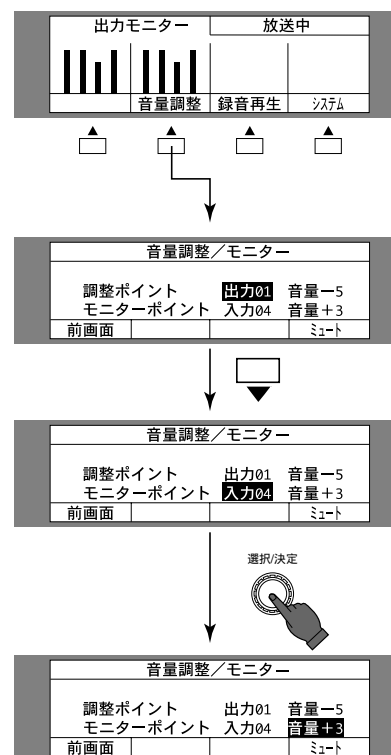 出力モニター 放送中
音量調整 録音再生 システム
音量調整／モニター
調整ポイント 出力01 音量－5
モニターポイント 入力04 音量＋3
前画面 ミュート
音量調整／モニター
調整ポイント 出力01 音量－5
モニターポイント 入力04 音量＋3
前画面 ミュート
選択/決定
音量調整／モニター
調整ポイント 出力01 音量－5
モニターポイント 入力04 音量＋3
前画面 ミュート